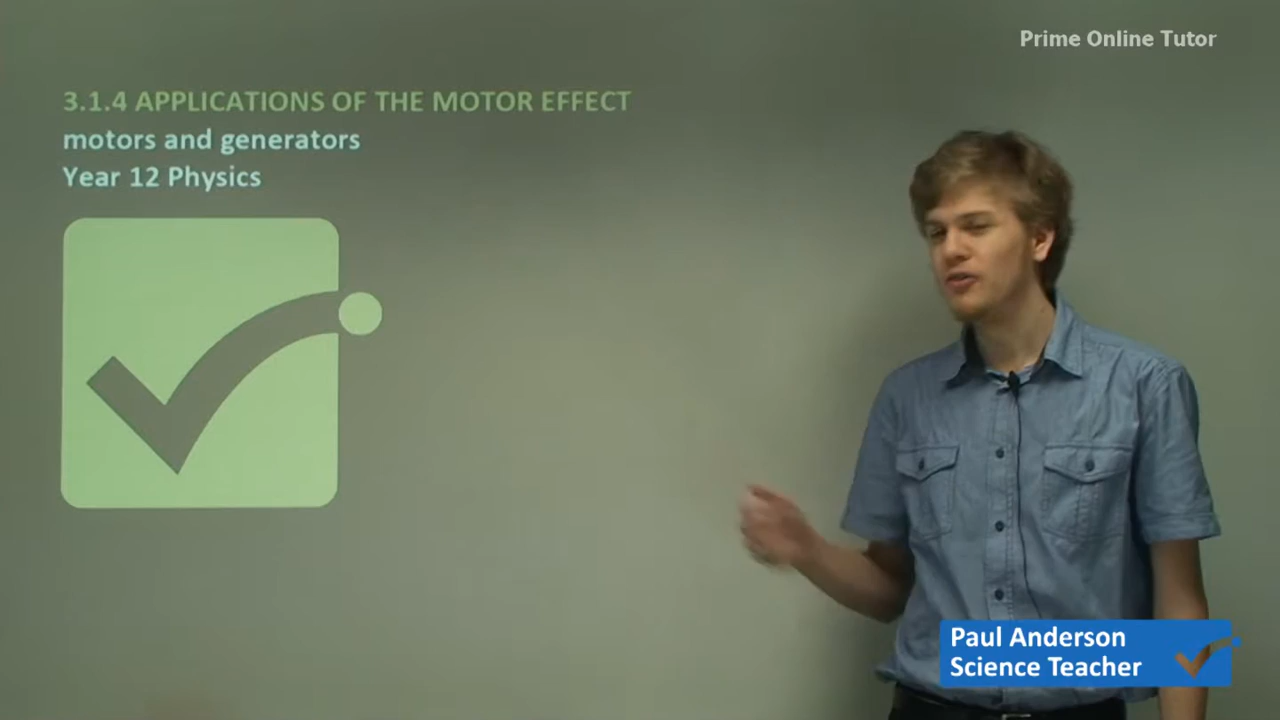 Prime Online Tutor
3.1.4 APPLICATIONS OF THE MOTOR EFFECT
motors and generators
Year 12 Physics
Paul Anderson
Science Teacher